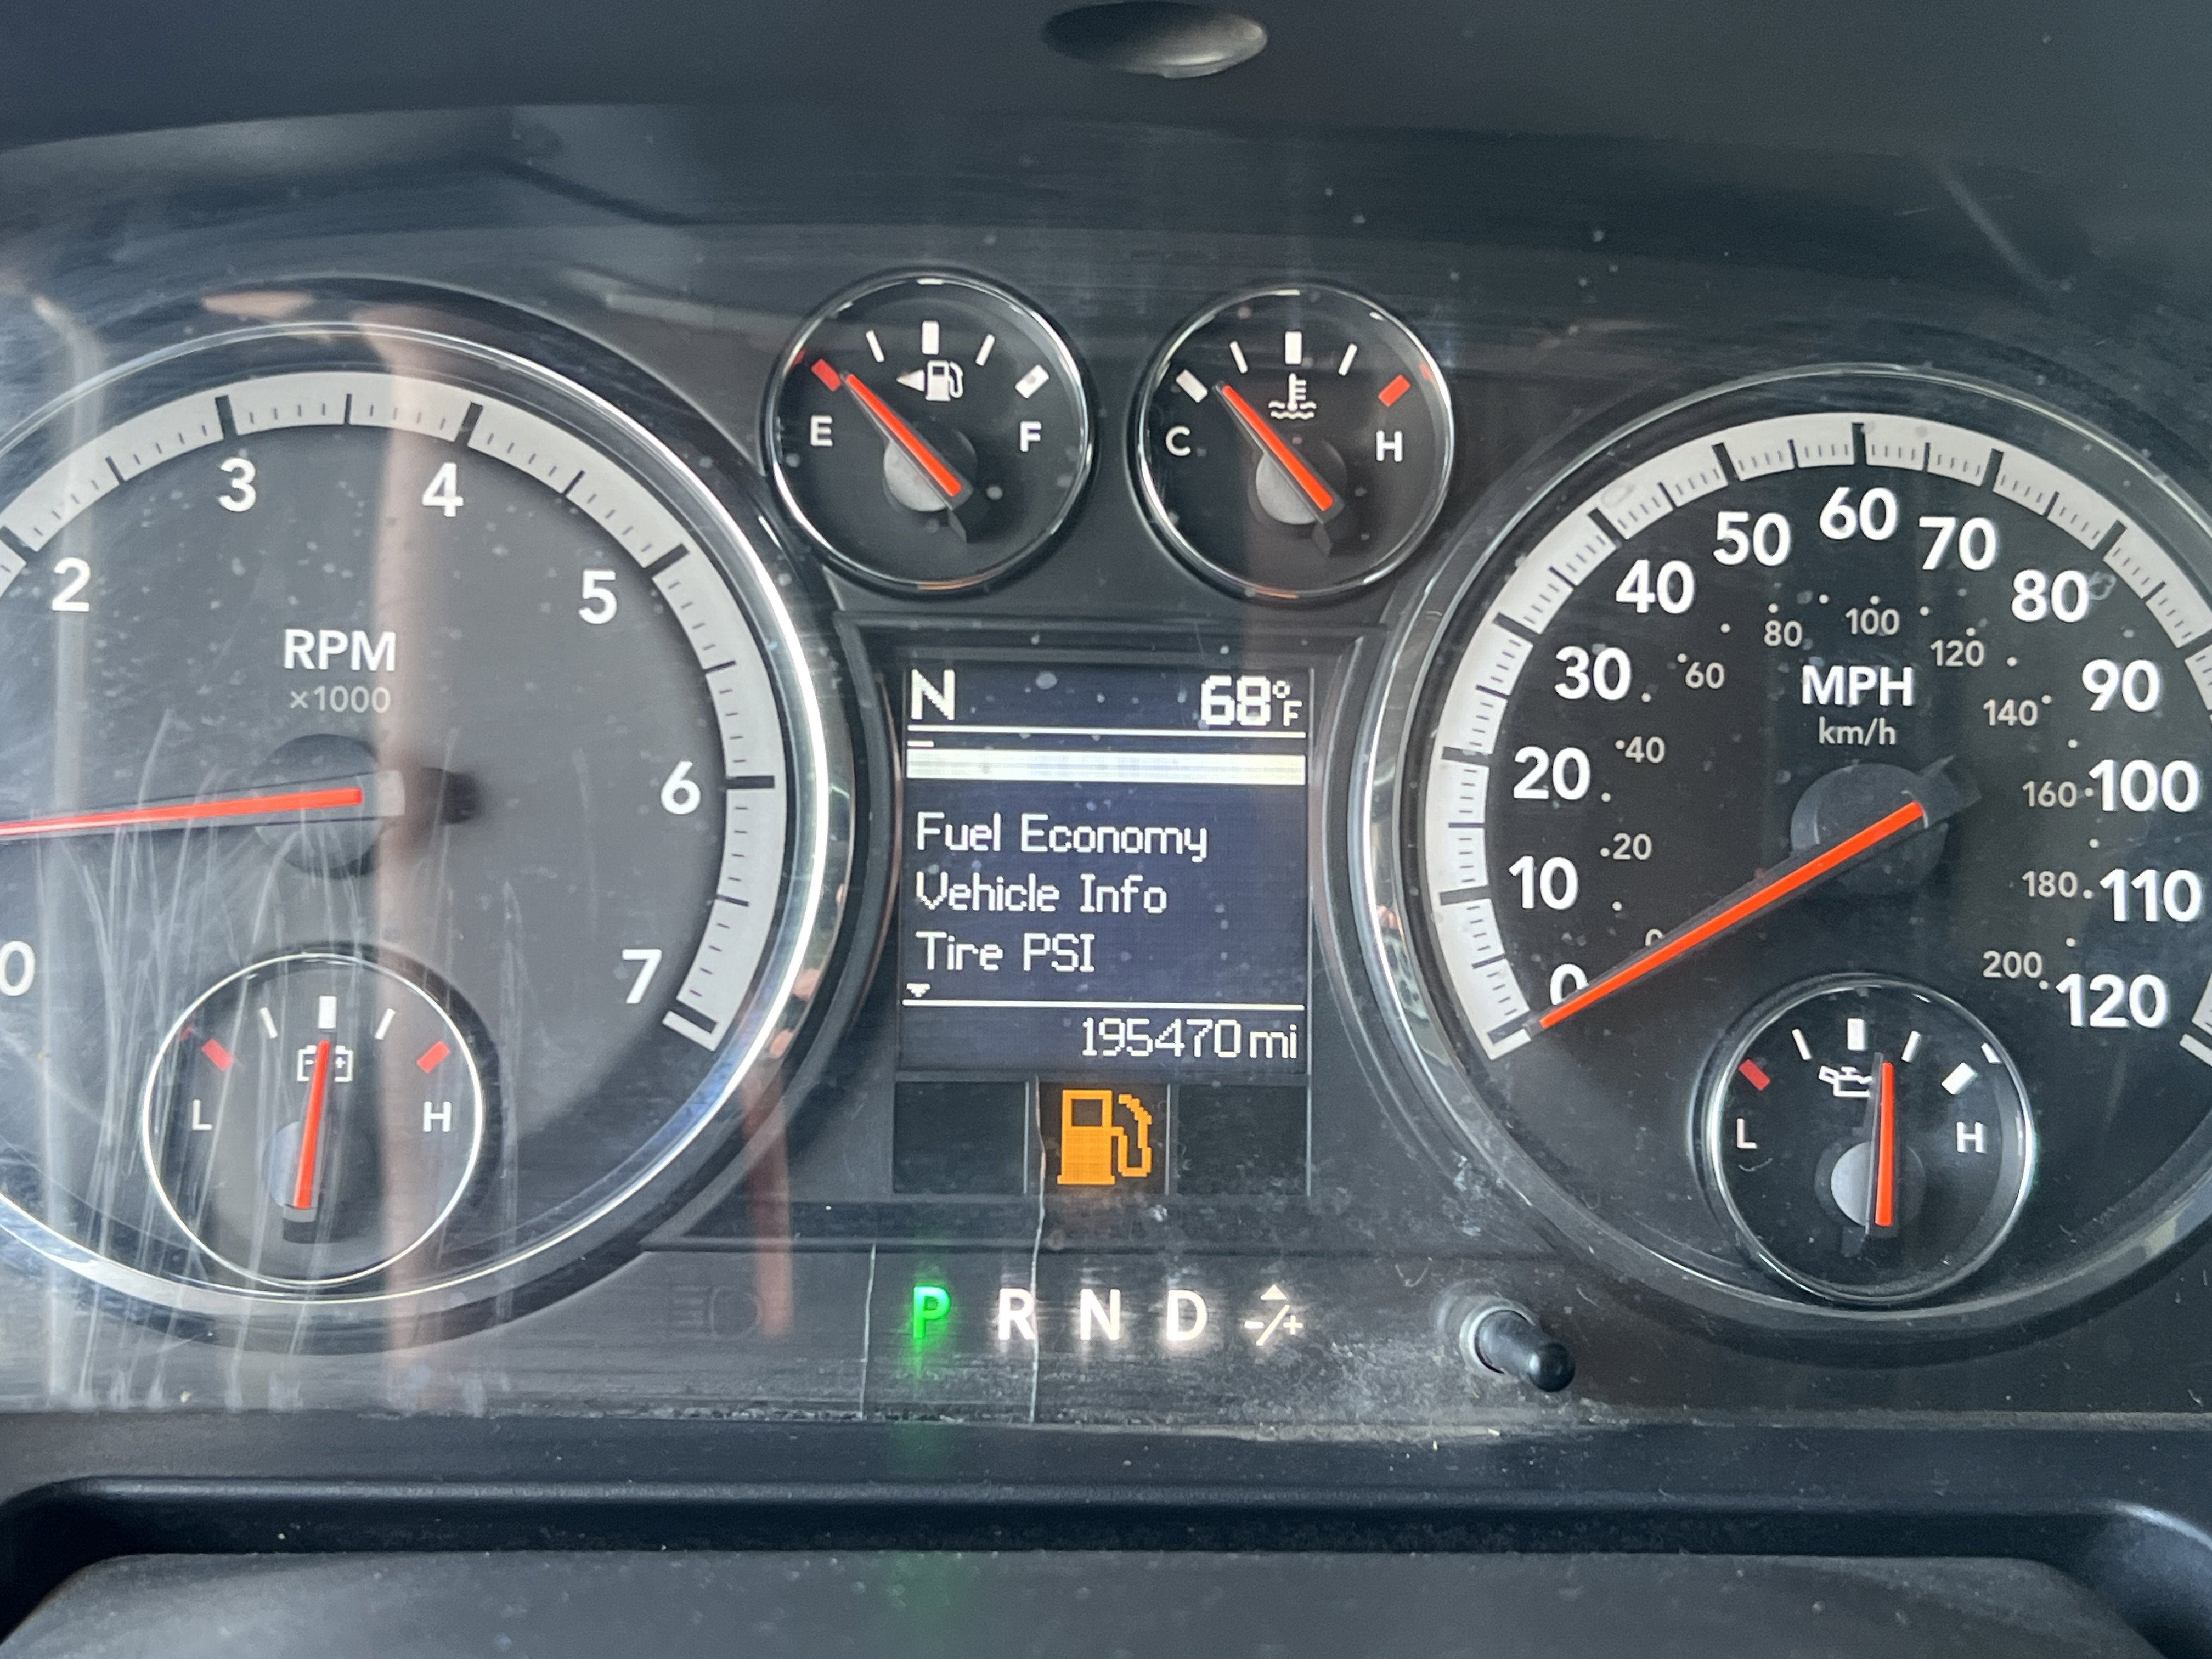 E F
C H
2 3 4 5 6 7
0
RPM
×1000
L H
N 68°F
Fuel Economy
Vehicle Info
Tire PSI
195470 mi
P R N D -/+
0 10 20 30 40 50 60 70 80 90 100 110 120
MPH
km/h
0 20 40 60 80 100 120 140 160 180 200
L H